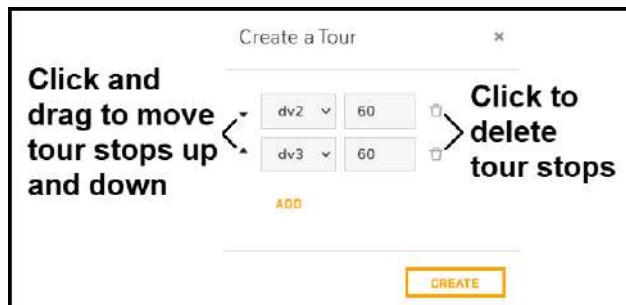 Create a Tour ×
Click and
drag to move
tour stops up
and down
dv2 60
dv3 60
Click to
delete
tour stops
ADD
CREATE